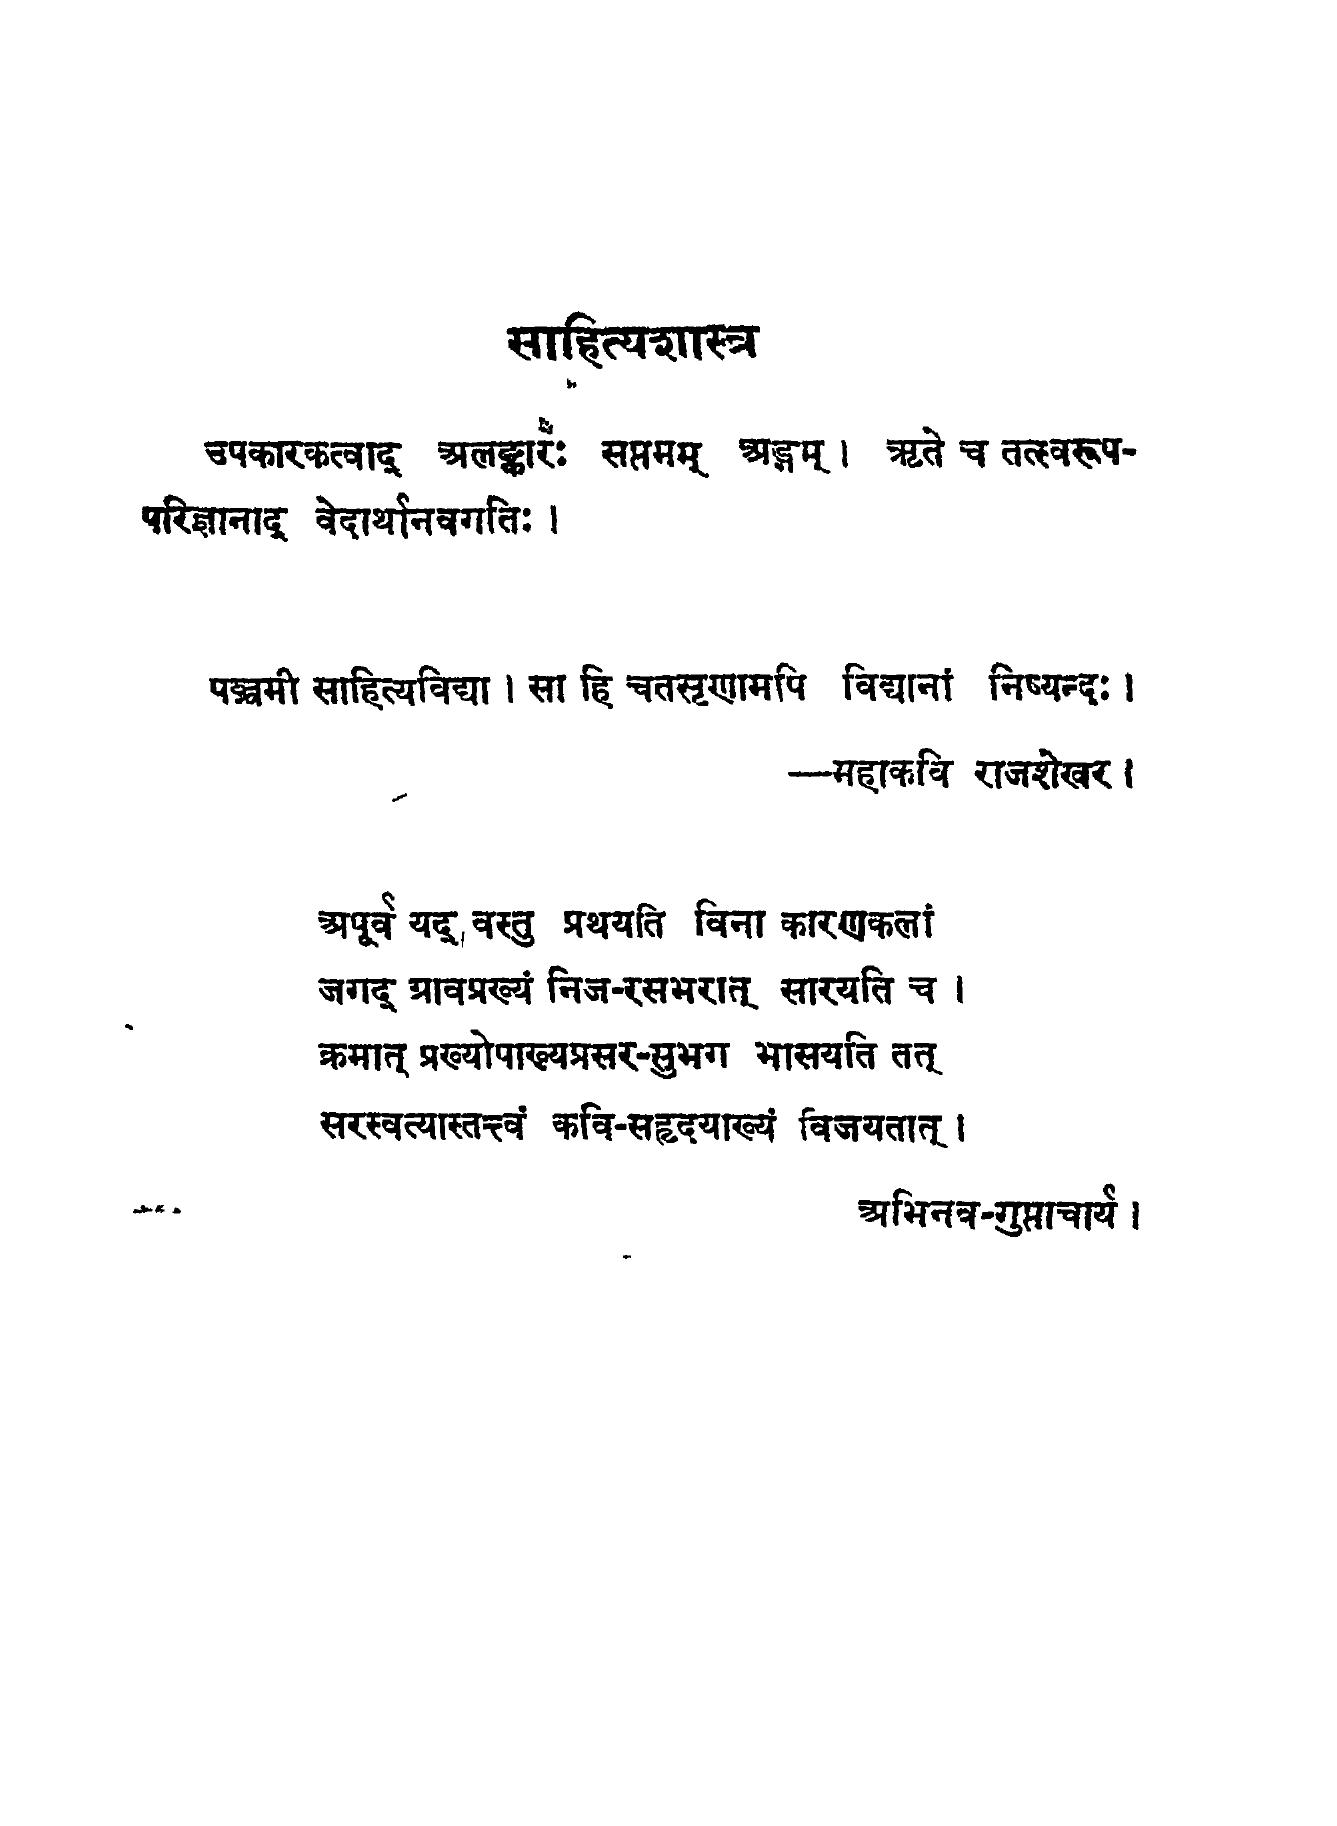 साहित्यशास्त्र
उपकारकत्वाद् अलङ्कारः सप्तमम् अङ्गम् । ऋते च तत्स्वरूप-
परिज्ञानाद् वेदार्थानवगतिः ।
पञ्चमी साहित्यविद्या । सा हि चतसृणामपि विद्यानां निष्यन्दः ।
—महाकवि राजशेखर ।
अपूर्व यद् वस्तु प्रथयति विना कारणकलां
जगद् ग्रावप्रख्यं निज-रसभरात् सारयति च ।
क्रमात् प्रख्योपाख्यप्रसर-सुभग भासयति तत्
सरस्वत्यास्तत्त्वं कवि-सहृदयाख्यं विजयतात् ।
अभिनव-गुप्ताचार्य ।